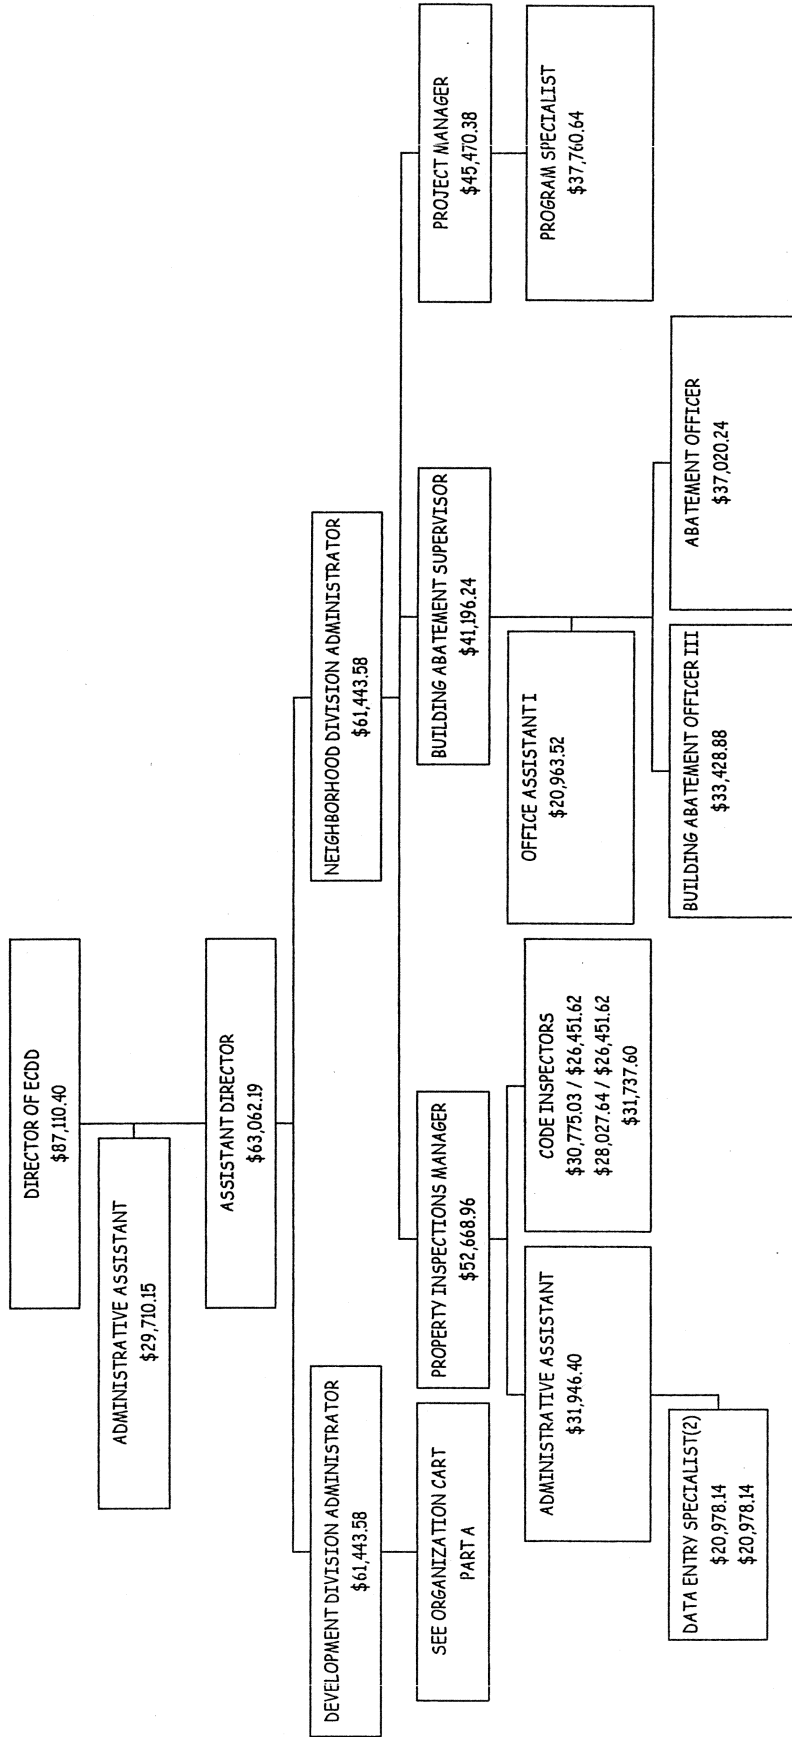 DIRECTOR OF ECDD
$87,110.40
ADMINISTRATIVE ASSISTANT
$29,710.15
ASSISTANT DIRECTOR
$63,062.19
DEVELOPMENT DIVISION ADMINISTRATOR
$61,443.58
NEIGHBORHOOD DIVISION ADMINISTRATOR
$61,443.58
SEE ORGANIZATION CART
PART A
PROPERTY INSPECTIONS MANAGER
$52,668.96
BUILDING ABATEMENT SUPERVISOR
$41,196.24
PROJECT MANAGER
$45,470.38
ADMINISTRATIVE ASSISTANT
$31,946.40
CODE INSPECTORS
$30,775.03 / $26,451.62
$28,027.64 / $26,451.62
$31,737.60
OFFICE ASSISTANT I
$20,963.52
PROGRAM SPECIALIST
$37,760.64
DATA ENTRY SPECIALIST(2)
$20,978.14
$20,978.14
BUILDING ABATEMENT OFFICER III
$33,428.88
ABATEMENT OFFICER
$37,020.24